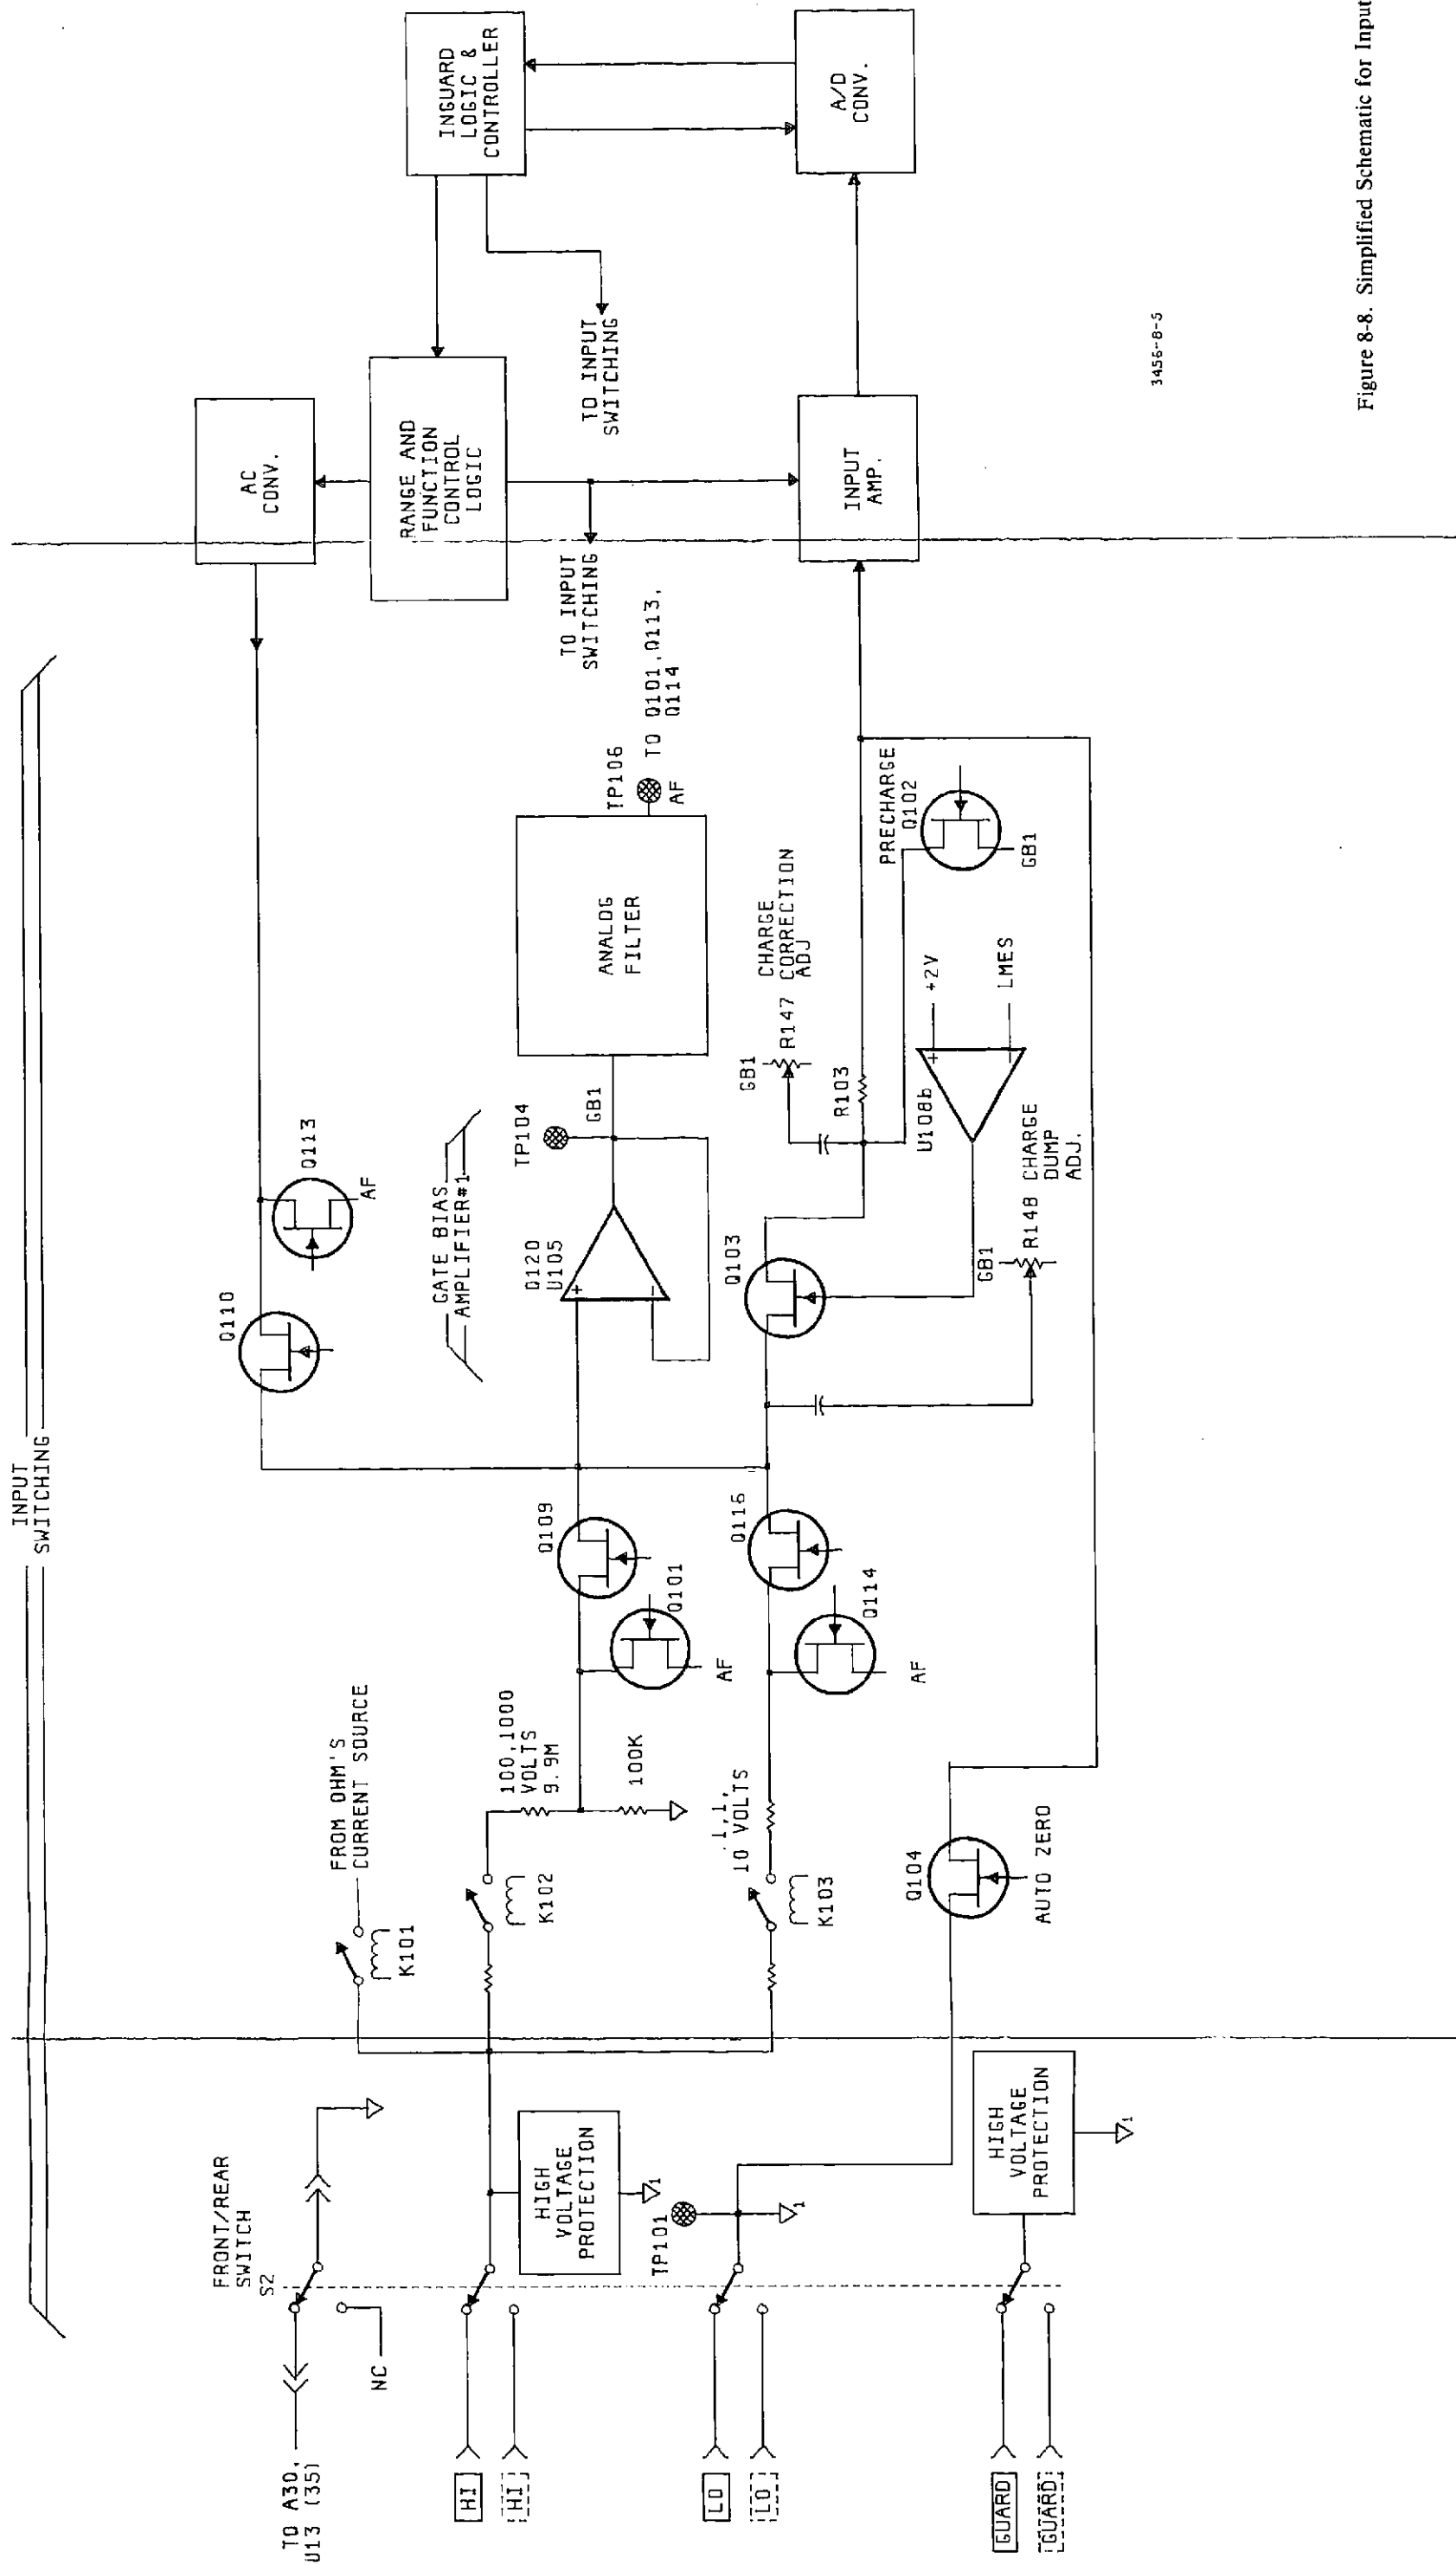 INPUT
SWITCHING
FRONT/REAR
SWITCH
S2
TO A30,
U13 (35)
NC
HI
HI
HIGH
VOLTAGE
PROTECTION
1
LO
LO
TP101
1
GUARD
GUARD
HIGH
VOLTAGE
PROTECTION
1
FROM OHM'S
CURRENT SOURCE
K101
K102
100,1000
VOLTS
9.9M
100K
K103
.1,1,
10 VOLTS
Q104
AUTO ZERO
Q109
Q101
AF
Q116
Q114
AF
Q110
Q113
AF
GATE BIAS
AMPLIFIER#1
Q120
U105
+
-
TP104
GB1
ANALOG
FILTER
TP106
AF
TO Q101,Q113,
Q114
Q103
GB1
R147
CHARGE
CORRECTION
ADJ
R103
PRECHARGE
Q102
GB1
U108b
+
-
+2V
LMES
GB1
R148 CHARGE
DUMP
ADJ.
AC
CONV.
RANGE AND
FUNCTION
CONTROL
LOGIC
TO INPUT
SWITCHING
TO INPUT
SWITCHING
INPUT
AMP.
INGUARD
LOGIC &
CONTROLLER
A/D
CONV.
3456-8-5
Figure 8-8. Simplified Schematic for Input